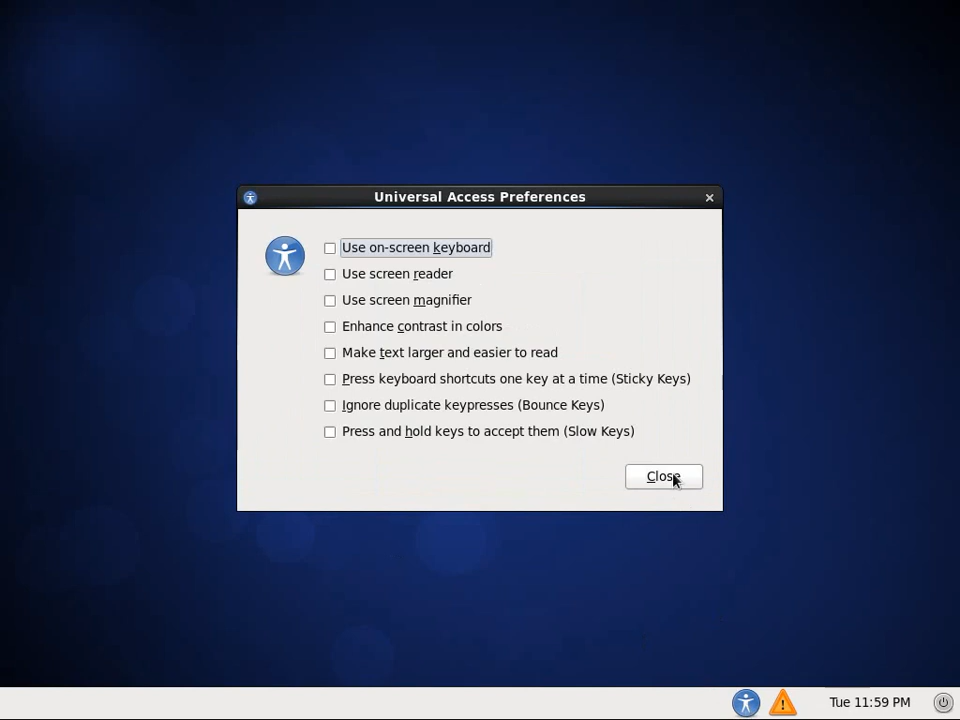 Universal Access Preferences
Use on-screen keyboard
Use screen reader
Use screen magnifier
Enhance contrast in colors
Make text larger and easier to read
Press keyboard shortcuts one key at a time (Sticky Keys)
Ignore duplicate keypresses (Bounce Keys)
Press and hold keys to accept them (Slow Keys)
Close
Tue 11:59 PM